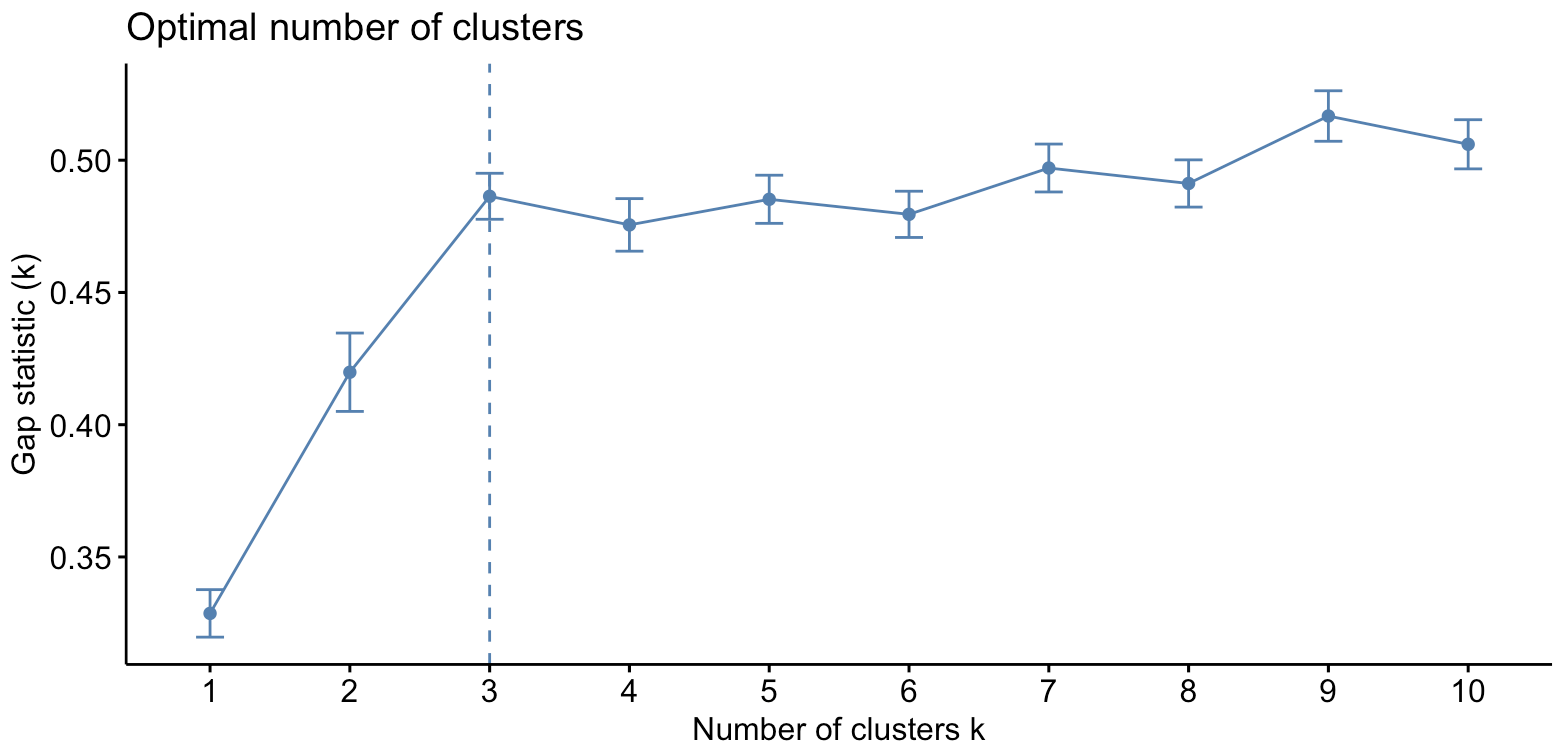 Optimal number of clusters
Gap statistic (k)
0.50
0.45
0.40
0.35
1 2 3 4 5 6 7 8 9 10
Number of clusters k